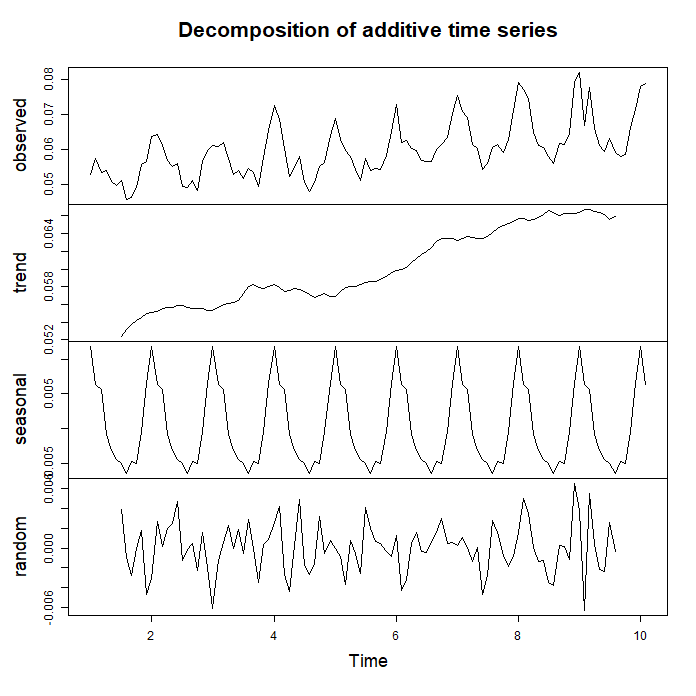 Decomposition of additive time series
observed
0.05 0.06 0.07 0.08
trend
0.052 0.058 0.064
seasonal
-0.005 0.005
random
-0.006 0.000 0.006
2 4 6 8 10
Time